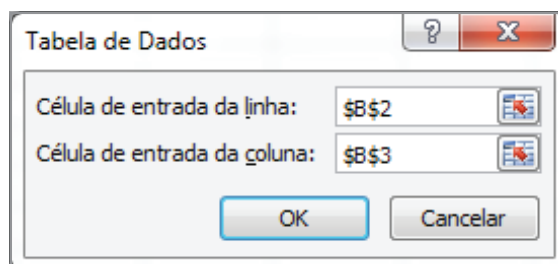 Tabela de Dados
Célula de entrada da linha: $B$2
Célula de entrada da coluna: $B$3
OK Cancelar